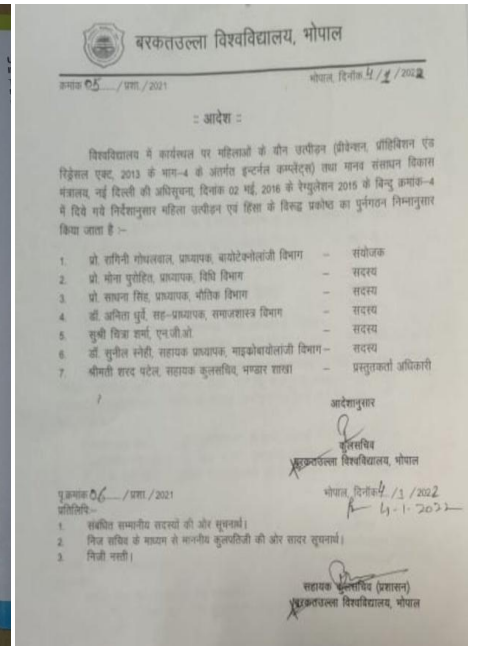 बरकतउल्ला विश्वविद्यालय, भोपाल
क्रमांक 05 /प्रशा./2021 भोपाल, दिनांक 4/1/2022
:: आदेश ::
विश्वविद्यालय में कार्यस्थल पर महिलाओं के यौन उत्पीड़न (प्रीवेन्शन, प्रोहिबिशन एंव
रिड्रेसल एक्ट, 2013 के भाग–4 के अंतर्गत इन्टर्नल कम्प्लेंट्स) तथा मानव संसाधन विकास
मंत्रालय, नई दिल्ली की अधिसूचना, दिनांक 02 मई, 2016 के रेग्युलेशन 2015 के बिन्दु कमांक–4
में दिये गये निर्देशानुसार महिला उत्पीड़न एवं हिंसा के विरुद्ध प्रकोष्ठ का पुर्नगठन निम्नानुसार
किया जाता है :–
1. प्रो. रागिनी गोथलवाल, प्राध्यापक, बायोटेक्नोलॉजी विभाग – संयोजक
2. प्रो. मोना पुरोहित, प्राध्यापक, विधि विभाग – सदस्य
3. प्रो. साधना सिंह, प्राध्यापक, भौतिक विभाग – सदस्य
4. डॉ. अनिता धुर्वे, सह–प्राध्यापक, समाजशास्त्र विभाग – सदस्य
5. सुश्री चित्रा शर्मा, एन.जी.ओ. – सदस्य
6. डॉ. सुनील स्नेही, सहायक प्राध्यापक, माइकोबायोलॉजी विभाग– सदस्य
7. श्रीमती शरद पटेल, सहायक कुलसचिव, भण्डार शाखा – प्रस्तुतकर्ता अधिकारी
आदेशानुसार
कुलसचिव
बरकतउल्ला विश्वविद्यालय, भोपाल
पृ.क्रमांक 06 /प्रशा./2021 भोपाल, दिनांक 4/1/2022
4-1-2022
प्रतिलिपि:–
1. संबंधित सम्मानीय सदस्यों की ओर सूचनार्थ।
2. निज सचिव के माध्यम से माननीय कुलपतिजी की ओर सादर सूचनार्थ।
3. निजी नस्ती।
सहायक कुलसचिव (प्रशासन)
बरकतउल्ला विश्वविद्यालय, भोपाल